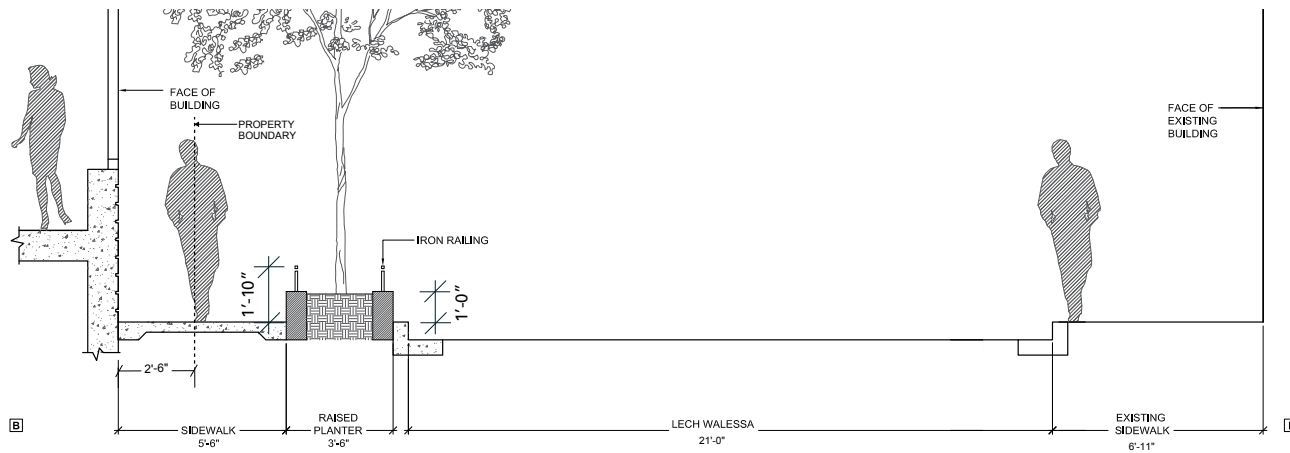 FACE OF
BUILDING
PROPERTY
BOUNDARY
FACE OF
EXISTING
BUILDING
IRON RAILING
1'-10"
1'-0"
2'-6"
B
SIDEWALK
5'-6"
RAISED
PLANTER
3'-6"
LECH WALESSA
21'-0"
EXISTING
SIDEWALK
6'-11"